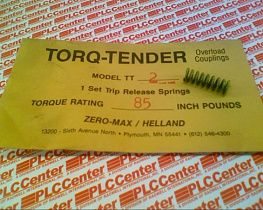 TORQ-TENDER Overload
Couplings
MODEL TT 2
1 Set Trip Release Springs
TORQUE RATING 85 INCH POUNDS
ZERO-MAX / HELLAND
13200 - Sixth Avenue North • Plymouth, MN 55441 • (612) 546-4300
PLCCenter